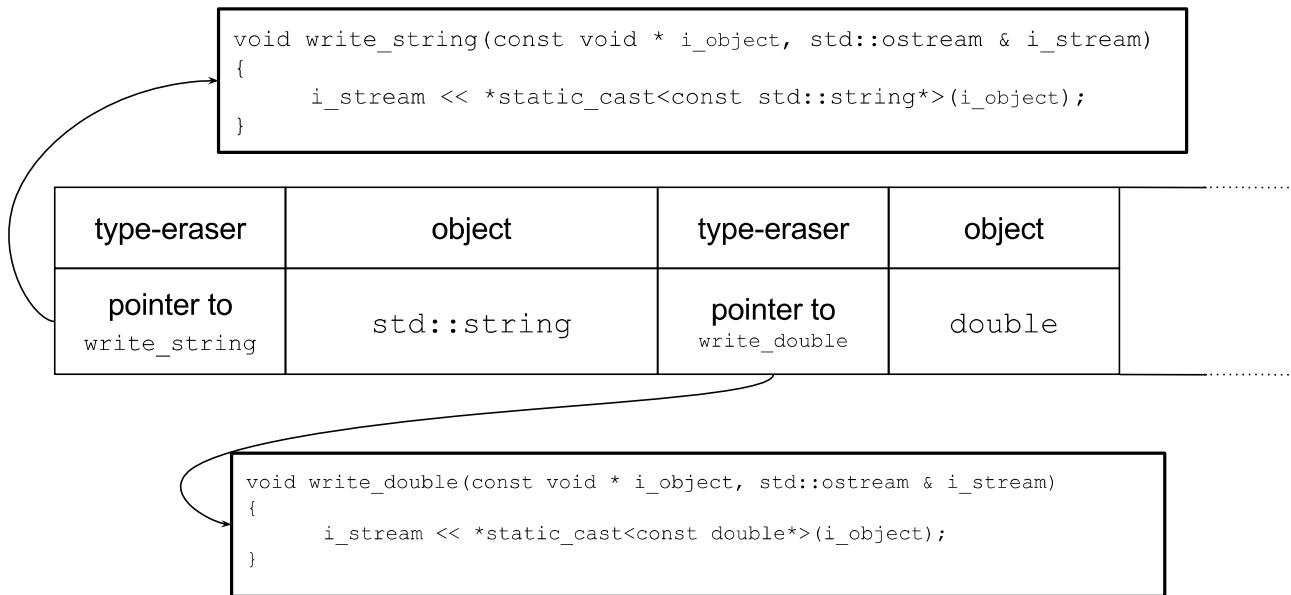 void write_string(const void * i_object, std::ostream & i_stream)
{
i_stream << *static_cast<const std::string*>(i_object);
}
type-eraser object type-eraser object
pointer to write_string std::string pointer to write_double double
void write_double(const void * i_object, std::ostream & i_stream)
{
i_stream << *static_cast<const double*>(i_object);
}